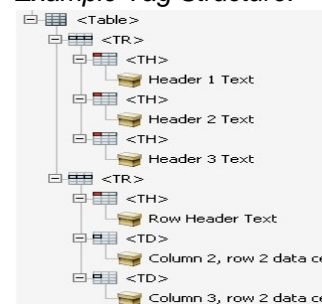 Example Tag Structure:
<Table>
<TR>
<TH>
Header 1 Text
<TH>
Header 2 Text
<TH>
Header 3 Text
<TR>
<TH>
Row Header Text
<TD>
Column 2, row 2 data ce
<TD>
Column 3, row 2 data ce